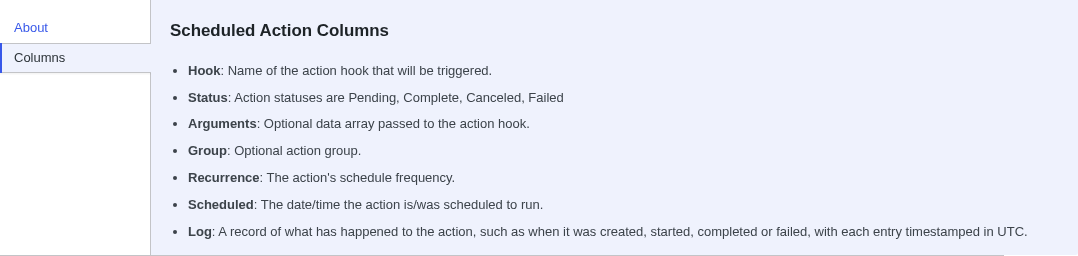 About
Columns
Scheduled Action Columns
• Hook: Name of the action hook that will be triggered.
• Status: Action statuses are Pending, Complete, Canceled, Failed
• Arguments: Optional data array passed to the action hook.
• Group: Optional action group.
• Recurrence: The action's schedule frequency.
• Scheduled: The date/time the action is/was scheduled to run.
• Log: A record of what has happened to the action, such as when it was created, started, completed or failed, with each entry timestamped in UTC.